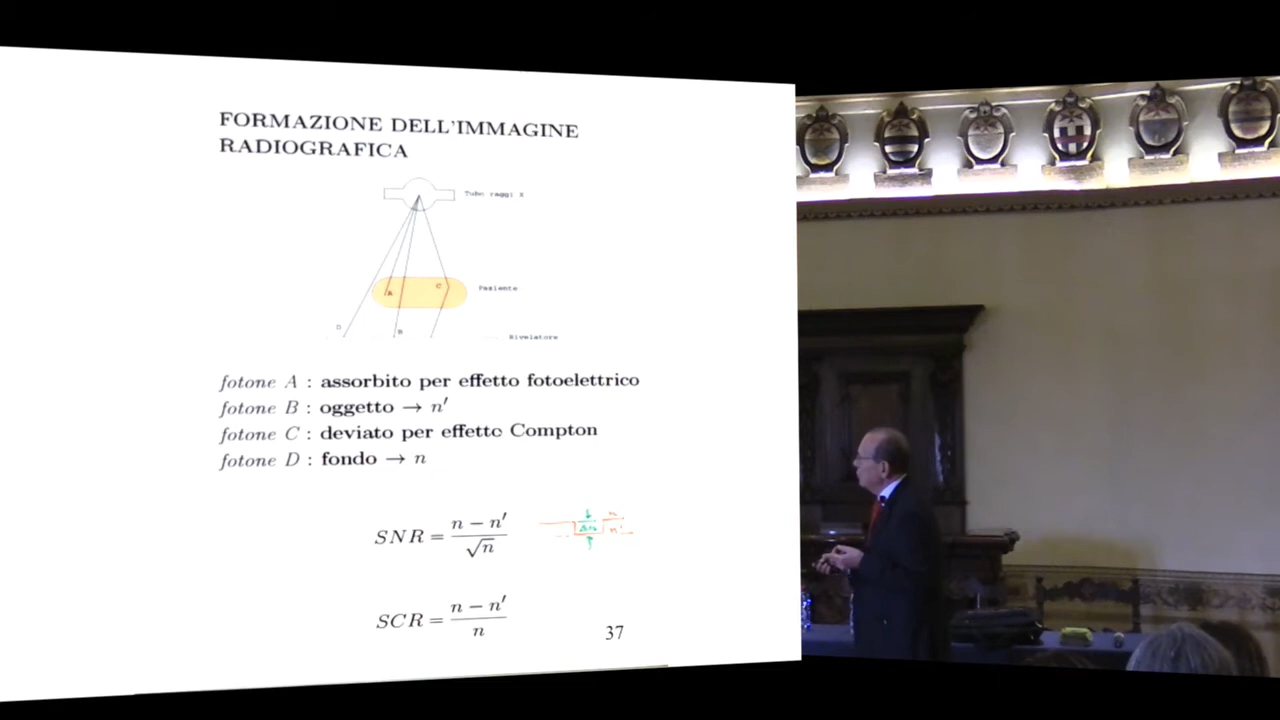 FORMAZIONE DELL'IMMAGINE
RADIOGRAFICA
Tubo raggi X
A
C
Paziente
D
B
Rivelatore
fotone A : assorbito per effetto fotoelettrico
fotone B : oggetto → n′
fotone C : deviato per effetto Compton
fotone D : fondo → n
SNR = (n − n′) / √n
n
n'
SCR = (n − n′) / n
37